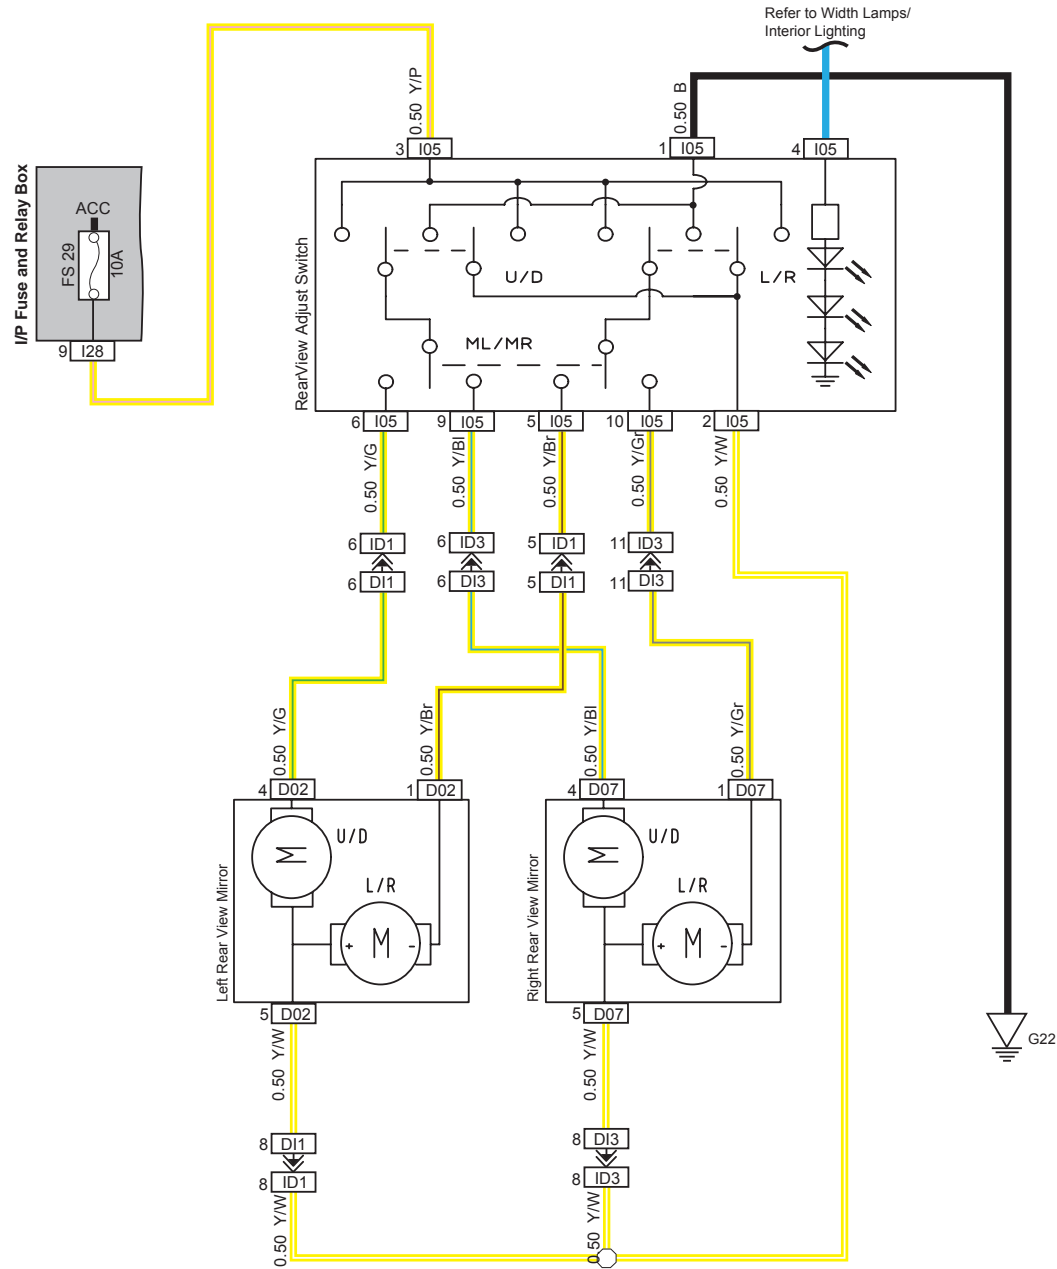 Refer to Width Lamps/
Interior Lighting
0.50 Y/P
0.50 B
3 I05
1 I05
4 I05
I/P Fuse and Relay Box
ACC
FS 29
10A
9 I28
RearView Adjust Switch
U/D
L/R
ML/MR
6 I05
9 I05
5 I05
10 I05
2 I05
0.50 Y/G
0.50 Y/Bl
0.50 Y/Br
0.50 Y/Gr
0.50 Y/W
6 ID1
6 ID3
5 ID1
11 ID3
6 DI1
6 DI3
5 DI1
11 DI3
0.50 Y/G
0.50 Y/Br
0.50 Y/Bl
0.50 Y/Gr
4 D02
1 D02
4 D07
1 D07
Left Rear View Mirror
M
U/D
L/R
+ M -
Right Rear View Mirror
M
U/D
L/R
+ M -
5 D02
5 D07
G22
0.50 Y/W
0.50 Y/W
8 DI1
8 DI3
8 ID1
8 ID3
0.50 Y/W
0.50 Y/W